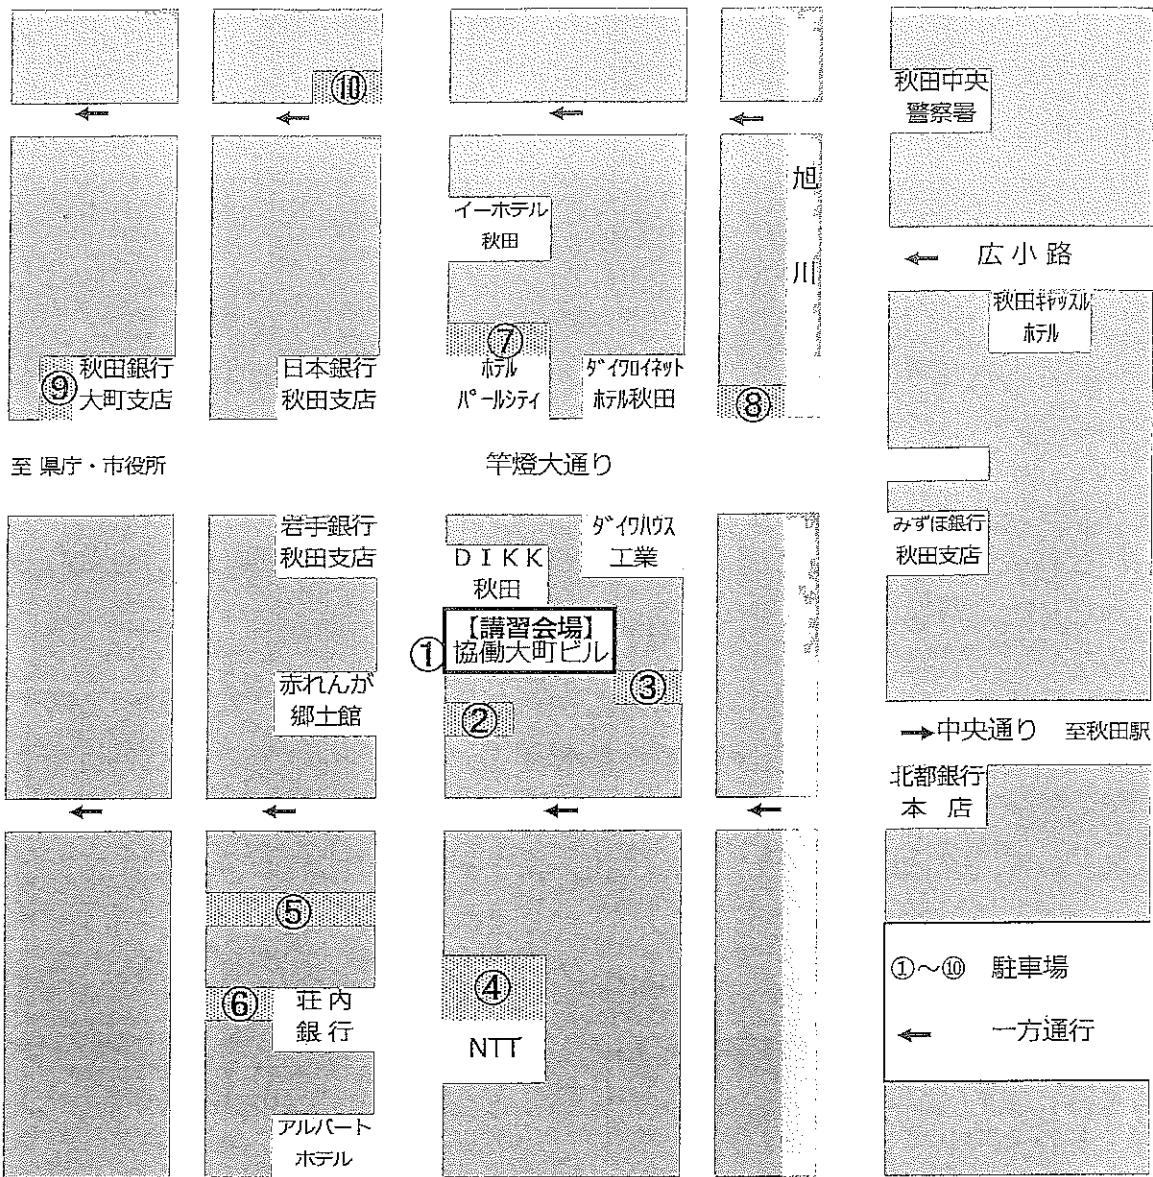 ⑩
秋田中央
警察署
旭
川
イーホテル
秋田
広小路
秋田キャッスル
ホテル
⑦
⑨
秋田銀行
大町支店
日本銀行
秋田支店
ホテル
パールシティ
ダイワロイネット
ホテル秋田
⑧
至 県庁・市役所
竿燈大通り
岩手銀行
秋田支店
DIKK
秋田
ダイワハウス
工業
みずほ銀行
秋田支店
【講習会場】
①
協働大町ビル
赤れんが
郷土館
③
②
中央通り
至秋田駅
北都銀行
本店
⑤
④
NTT
⑥
荘内
銀行
①~⑩ 駐車場
一方通行
アルバート
ホテル